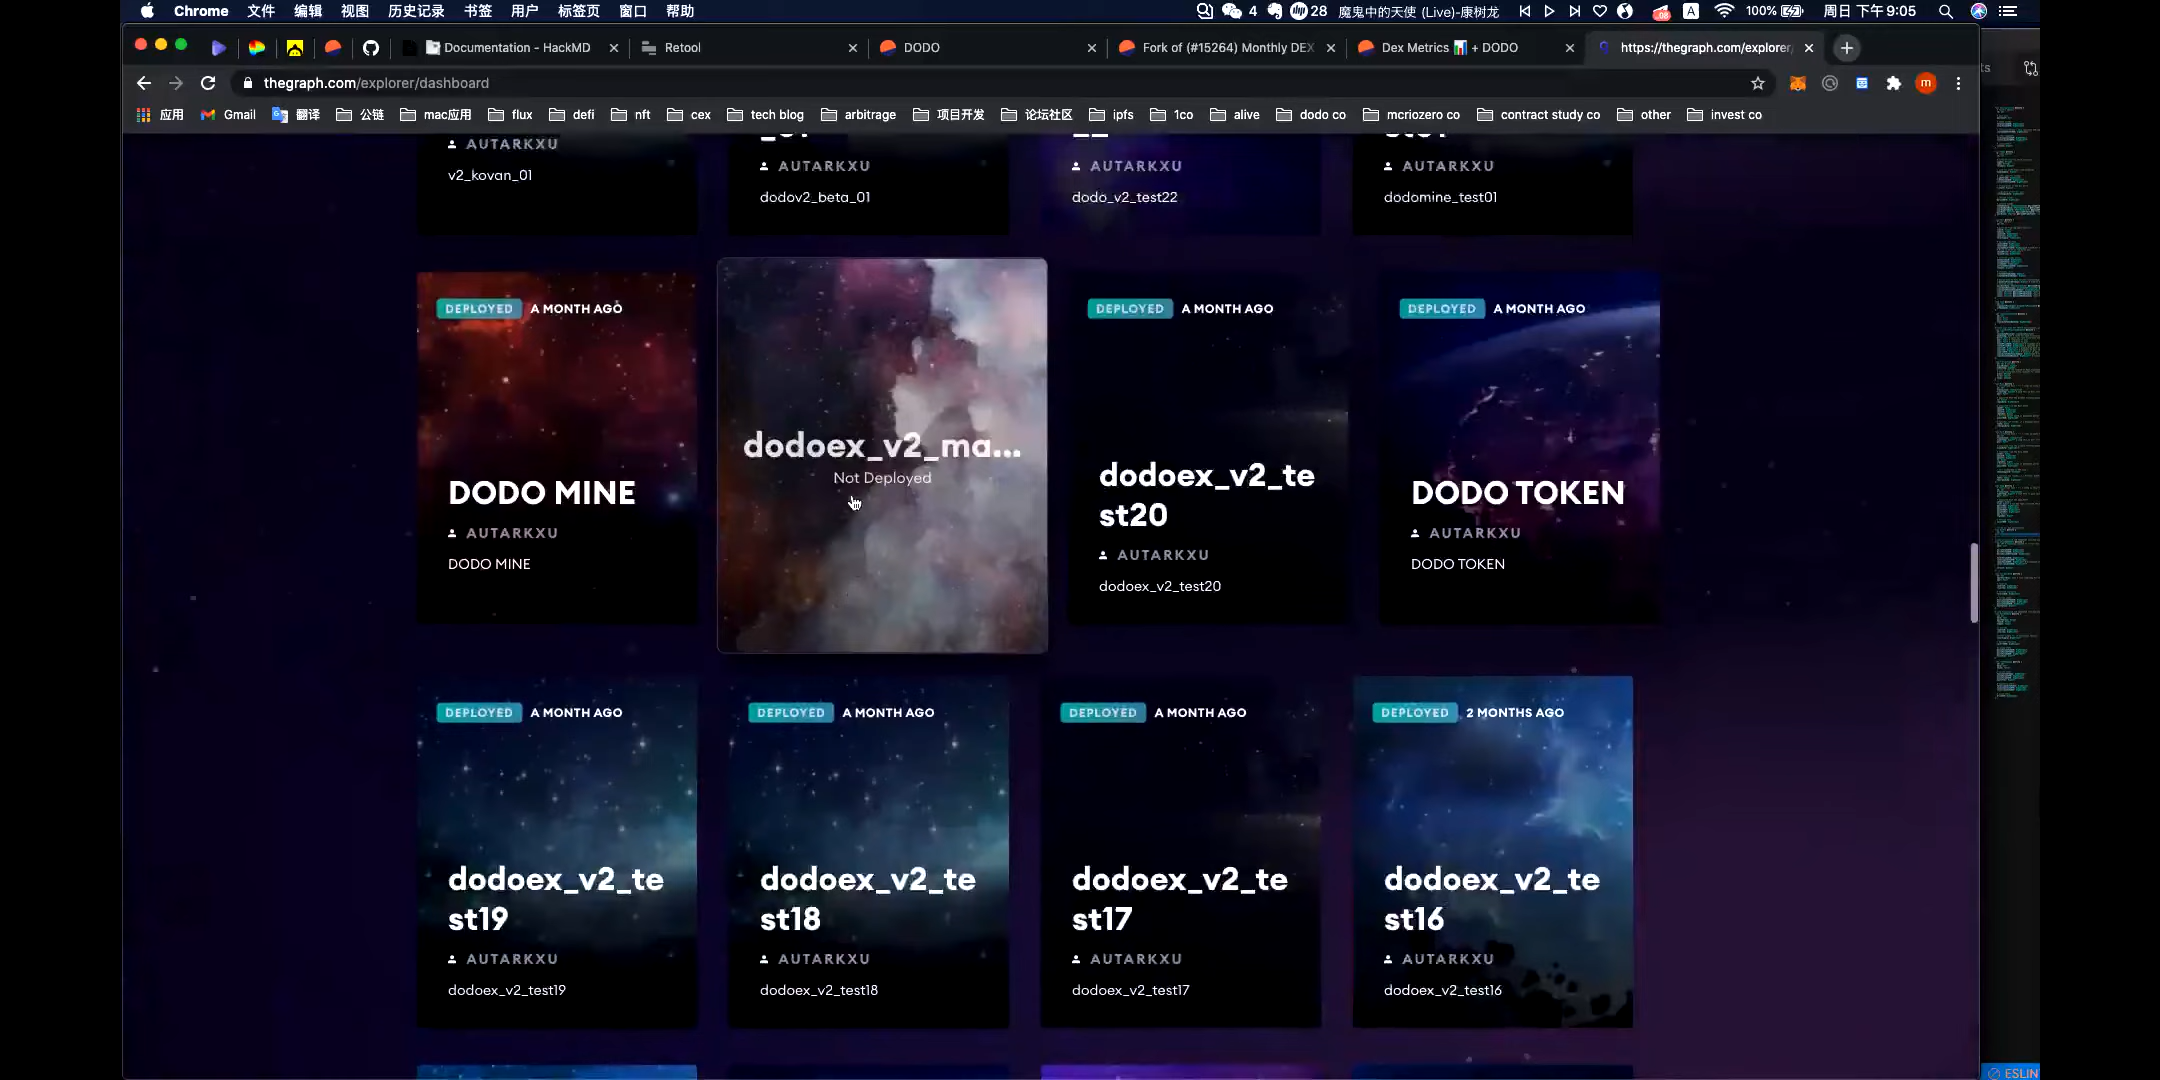 Chrome 文件 编辑 视图 历史记录 书签 用户 标签页 窗口 帮助 4 28 魔鬼中的天使 (Live)-康树龙 A 100% 周日 下午9:05
Documentation - HackMD Retool DODO Fork of (#15264) Monthly DEX Dex Metrics + DODO https://thegraph.com/explorer/
thegraph.com/explorer/dashboard m
应用 Gmail 翻译 公链 mac应用 flux defi nft cex tech blog arbitrage 项目开发 论坛社区 ipfs 1co alive dodo co mcriozero co contract study co other invest co
AUTARKXU
v2_kovan_01
AUTARKXU
dodov2_beta_01
AUTARKXU
dodo_v2_test22
AUTARKXU
dodomine_test01
DEPLOYED A MONTH AGO
DODO MINE
AUTARKXU
DODO MINE
dodoex_v2_ma...
Not Deployed
DEPLOYED A MONTH AGO
dodoex_v2_te
st20
AUTARKXU
dodoex_v2_test20
DEPLOYED A MONTH AGO
DODO TOKEN
AUTARKXU
DODO TOKEN
DEPLOYED A MONTH AGO
dodoex_v2_te
st19
AUTARKXU
dodoex_v2_test19
DEPLOYED A MONTH AGO
dodoex_v2_te
st18
AUTARKXU
dodoex_v2_test18
DEPLOYED A MONTH AGO
dodoex_v2_te
st17
AUTARKXU
dodoex_v2_test17
DEPLOYED 2 MONTHS AGO
dodoex_v2_te
st16
AUTARKXU
dodoex_v2_test16
ts
ESLIN